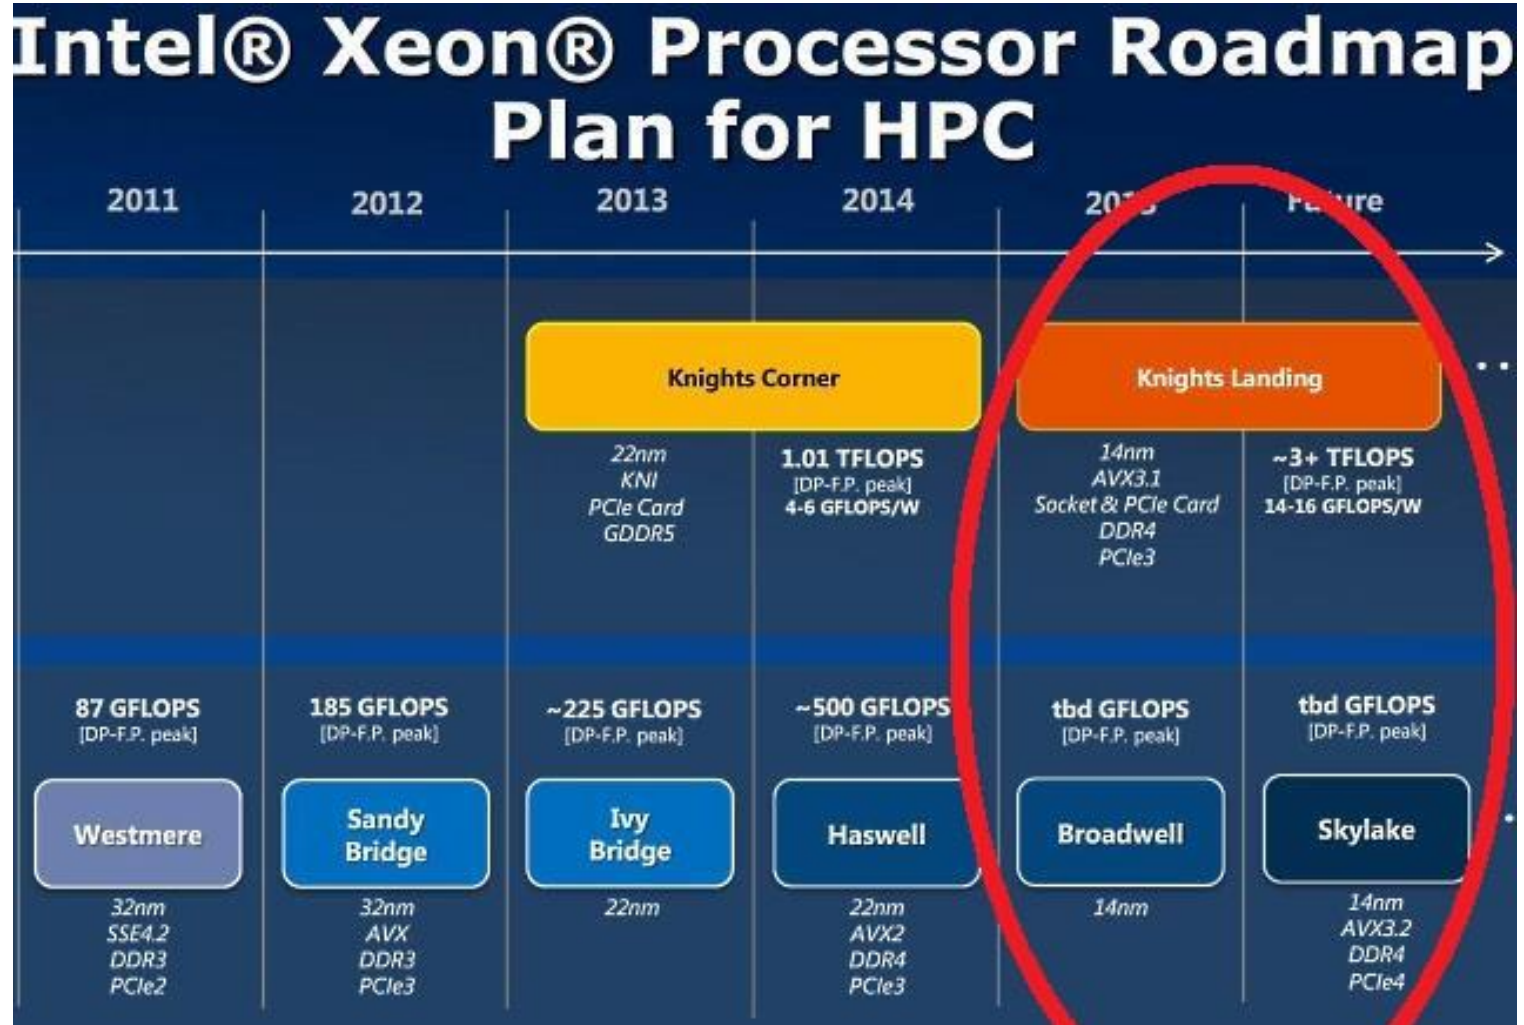 Intel® Xeon® Processor Roadmap
Plan for HPC
2011 2012 2013 2014 2015 Future
Knights Corner
Knights Landing
22nm
KNI
PCIe Card
GDDR5
1.01 TFLOPS
[DP-F.P. peak]
4-6 GFLOPS/W
14nm
AVX3.1
Socket & PCIe Card
DDR4
PCIe3
~3+ TFLOPS
[DP-F.P. peak]
14-16 GFLOPS/W
87 GFLOPS
[DP-F.P. peak]
Westmere
32nm
SSE4.2
DDR3
PCIe2
185 GFLOPS
[DP-F.P. peak]
Sandy
Bridge
32nm
AVX
DDR3
PCIe3
~225 GFLOPS
[DP-F.P. peak]
Ivy
Bridge
22nm
~500 GFLOPS
[DP-F.P. peak]
Haswell
22nm
AVX2
DDR4
PCIe3
tbd GFLOPS
[DP-F.P. peak]
Broadwell
14nm
tbd GFLOPS
[DP-F.P. peak]
Skylake
14nm
AVX3.2
DDR4
PCIe4